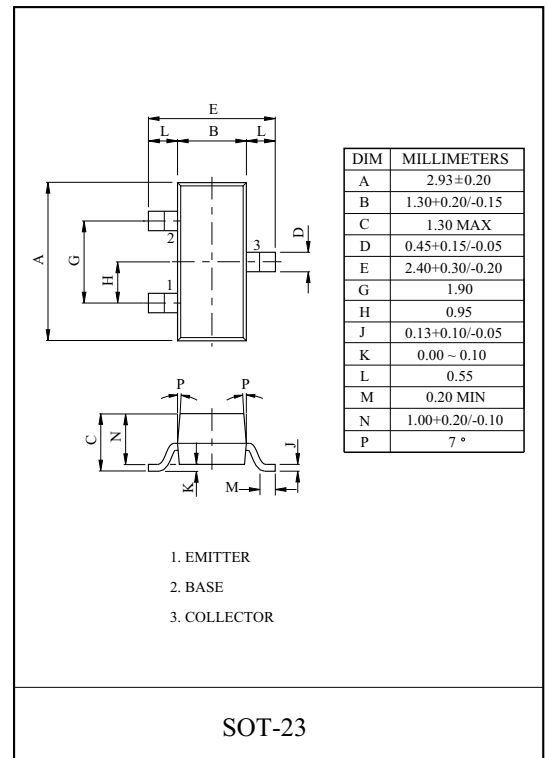 E
L B L
A
G
H
2
1
3
D
DIM MILLIMETERS
A 2.93±0.20
B 1.30+0.20/-0.15
C 1.30 MAX
D 0.45+0.15/-0.05
E 2.40+0.30/-0.20
G 1.90
H 0.95
J 0.13+0.10/-0.05
K 0.00 ~ 0.10
L 0.55
M 0.20 MIN
N 1.00+0.20/-0.10
P 7 °
P P
C
N
K
M
J
1. EMITTER
2. BASE
3. COLLECTOR
SOT-23